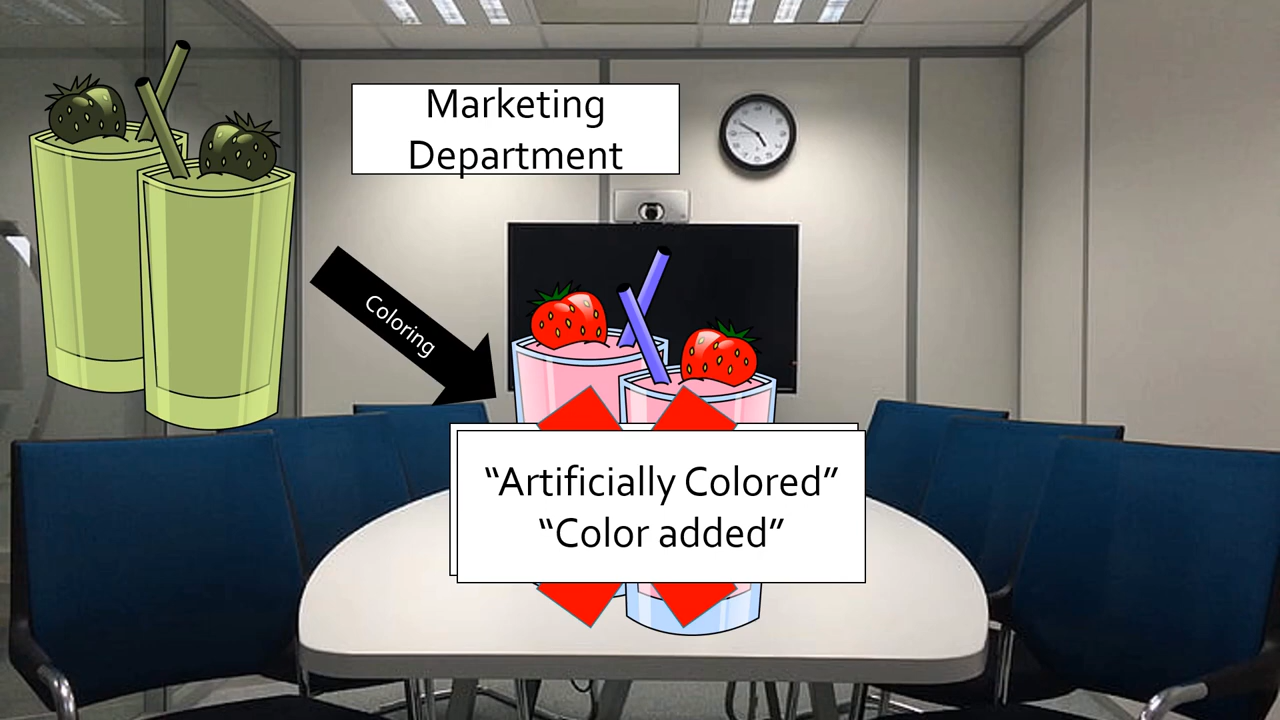 Marketing
Department
Coloring
“Artificially Colored”
“Color added”